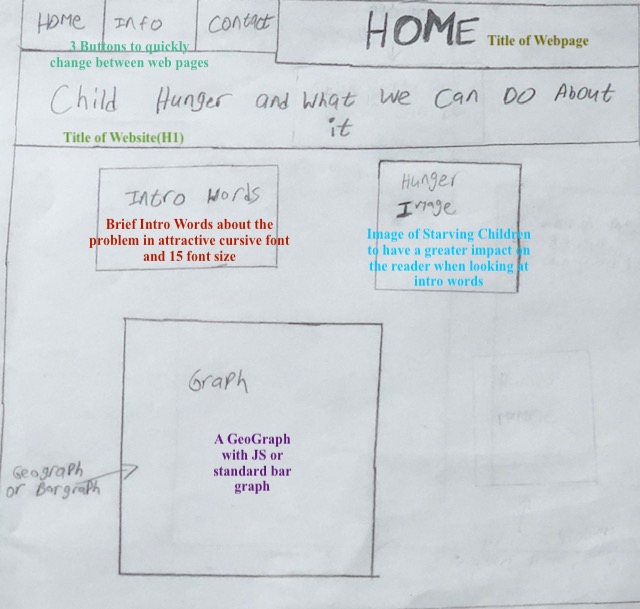 HOME Info Contact HOME Title of Webpage
3 Buttons to quickly
change between web pages
Child Hunger and What We Can DO About
it
Title of Website(H1)
Intro Words
Brief Intro Words about the
problem in attractive cursive font
and 15 font size
Hunger
Image
Image of Starving Children
to have a greater impact on
the reader when looking at
intro words
Graph
A GeoGraph
with JS or
standard bar
graph
Geograph
or Bargraph